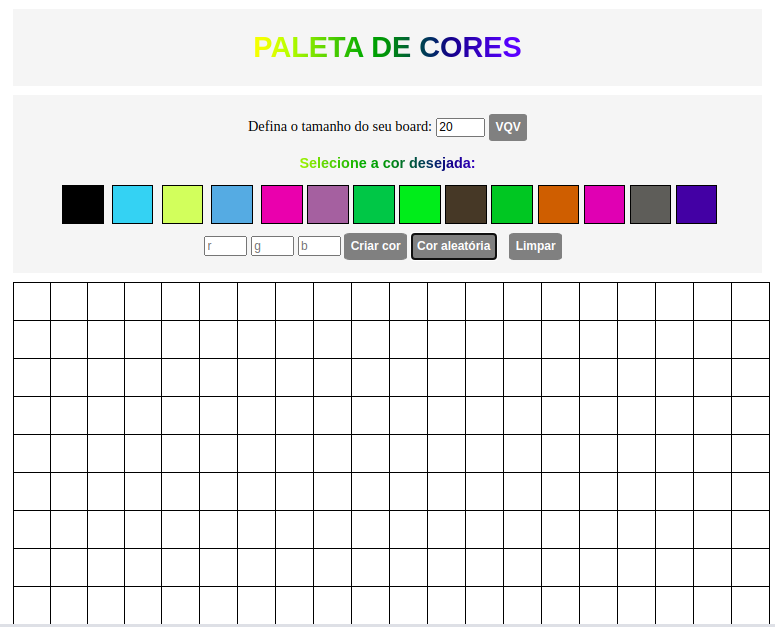 PALETA DE CORES
Defina o tamanho do seu board: 20 VQV
Selecione a cor desejada:
r g b Criar cor Cor aleatória Limpar